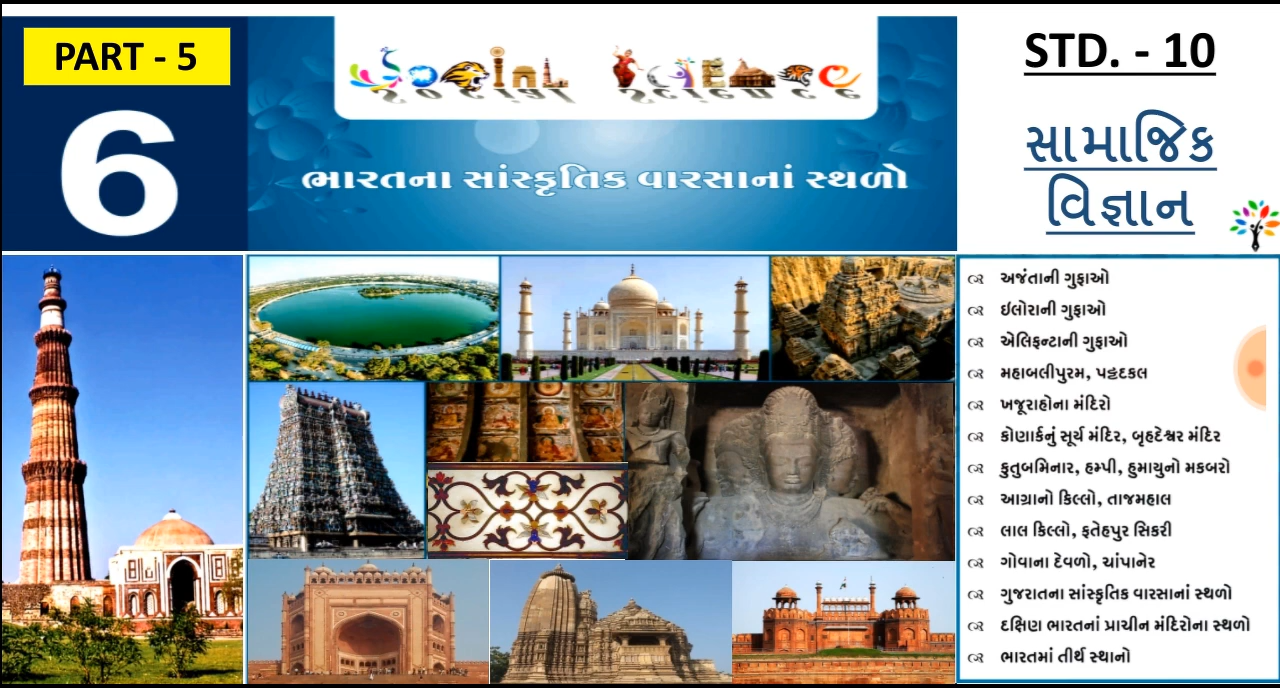 PART - 5
6
Social Science
ભારતના સાંસ્કૃતિક વારસાનાં સ્થળો
STD. - 10
સામાજિક
વિજ્ઞાન
અજંતાની ગુફાઓ
ઈલોરાની ગુફાઓ
એલિફન્ટાની ગુફાઓ
મહાબલીપુરમ, પટ્ટદકલ
ખજૂરાહોના મંદિરો
કોણાર્કનું સૂર્ય મંદિર, બૃહદેશ્વર મંદિર
કુતુબમિનાર, હમ્પી, હુમાયુનો મકબરો
આગ્રાનો કિલ્લો, તાજમહાલ
લાલ કિલ્લો, ફતેહપુર સિકરી
ગોવાના દેવળો, ચાંપાનેર
ગુજરાતના સાંસ્કૃતિક વારસાનાં સ્થળો
દક્ષિણ ભારતનાં પ્રાચીન મંદિરોના સ્થળો
ભારતમાં તીર્થ સ્થાનો